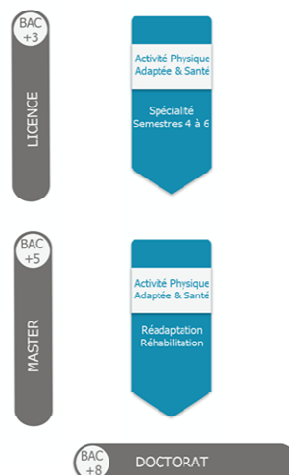 BAC
+3
LICENCE
Activité Physique
Adaptée & Santé
Spécialité
Semestres 4 à 6
BAC
+5
MASTER
Activité Physique
Adaptée & Santé
Réadaptation
Réhabilitation
BAC
+8
DOCTORAT